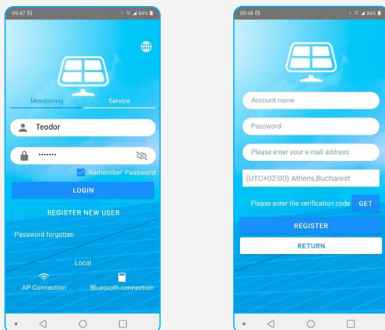 09:47
86%
Monitoring
Service
Teodor
•••••••
Remember Password
LOGIN
REGISTER NEW USER
Password forgotten
Local
AP Connection
Bluetooth connection
09:48
86%
Account name
Password
Please enter your e-mail address
(UTC+02:00) Athens,Bucharest
Please enter the verification code
GET
REGISTER
RETURN